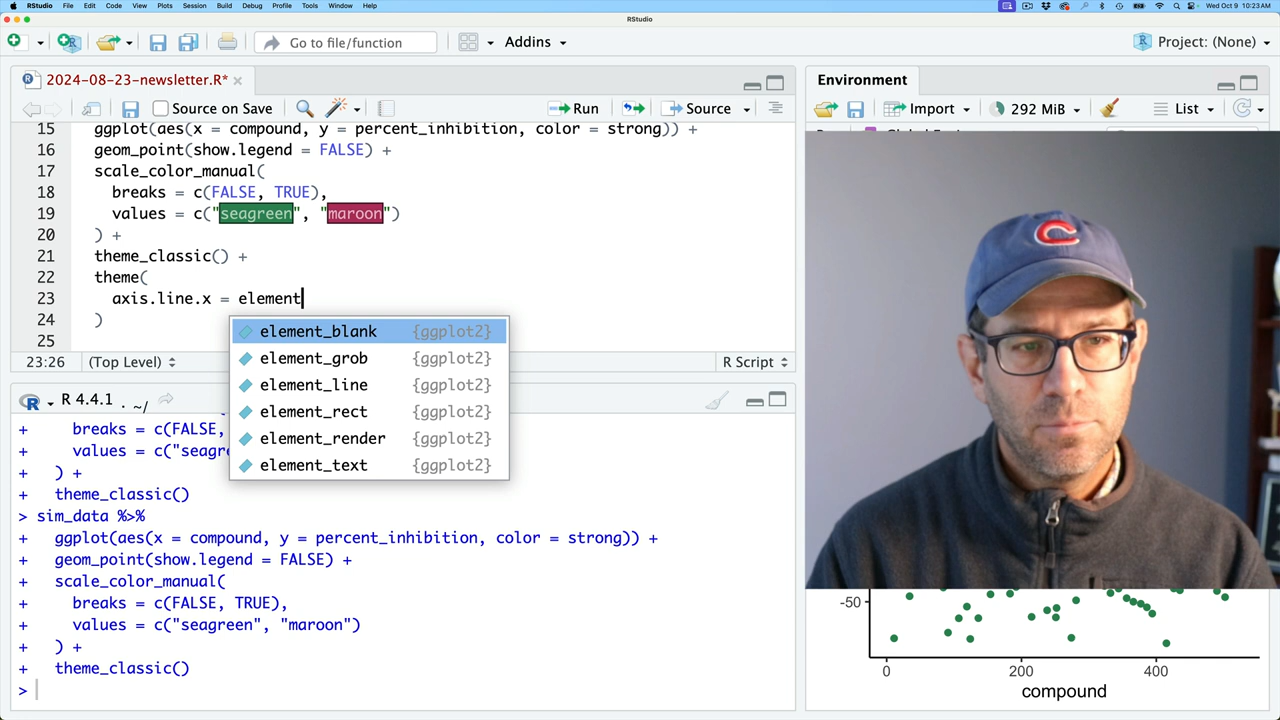 RStudio File Edit Code View Plots Session Build Debug Profile Tools Window Help Wed Oct 9 10:23 AM
RStudio
Go to file/function Addins Project: (None)
2024-08-23-newsletter.R*
Source on Save Run Source
15 ggplot(aes(x = compound, y = percent_inhibition, color = strong)) +
16 geom_point(show.legend = FALSE) +
17 scale_color_manual(
18 breaks = c(FALSE, TRUE),
19 values = c("seagreen", "maroon")
20 ) +
21 theme_classic() +
22 theme(
23 axis.line.x = element
24 )
25
element_blank {ggplot2}
element_grob {ggplot2}
element_line {ggplot2}
element_rect {ggplot2}
element_render {ggplot2}
element_text {ggplot2}
23:26 (Top Level) R Script
R 4.4.1 . ~/
+ breaks = c(FALSE,
+ values = c("seagr
+ ) +
+ theme_classic()
> sim_data %>%
+ ggplot(aes(x = compound, y = percent_inhibition, color = strong)) +
+ geom_point(show.legend = FALSE) +
+ scale_color_manual(
+ breaks = c(FALSE, TRUE),
+ values = c("seagreen", "maroon")
+ ) +
+ theme_classic()
>
Environment
Import 292 MiB List
-50
0 200 400
compound